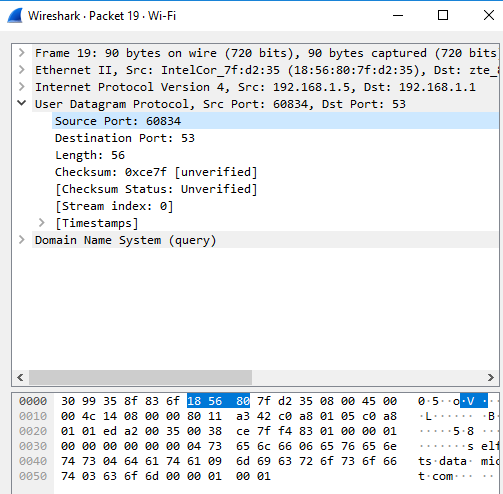 Wireshark · Packet 19 · Wi-Fi
Frame 19: 90 bytes on wire (720 bits), 90 bytes captured (720 bits
Ethernet II, Src: IntelCor_7f:d2:35 (18:56:80:7f:d2:35), Dst: zte_8
Internet Protocol Version 4, Src: 192.168.1.5, Dst: 192.168.1.1
User Datagram Protocol, Src Port: 60834, Dst Port: 53
Source Port: 60834
Destination Port: 53
Length: 56
Checksum: 0xce7f [unverified]
[Checksum Status: Unverified]
[Stream index: 0]
[Timestamps]
Domain Name System (query)
0000 30 99 35 8f 83 6f 18 56 80 7f d2 35 08 00 45 00 0·5··o·V ·
0010 00 4c 14 08 00 00 80 11 a3 42 c0 a8 01 05 c0 a8 ·L······ ·B·
0020 01 01 ed a2 00 35 00 38 ce 7f f4 83 01 00 00 01 ·····5·8 ···
0030 00 00 00 00 00 00 04 73 65 6c 66 06 65 76 65 6e ·······s elf
0040 74 73 04 64 61 74 61 09 6d 69 63 72 6f 73 6f 66 ts·data· mic
0050 74 03 63 6f 6d 00 00 01 00 01 t·com··· ··